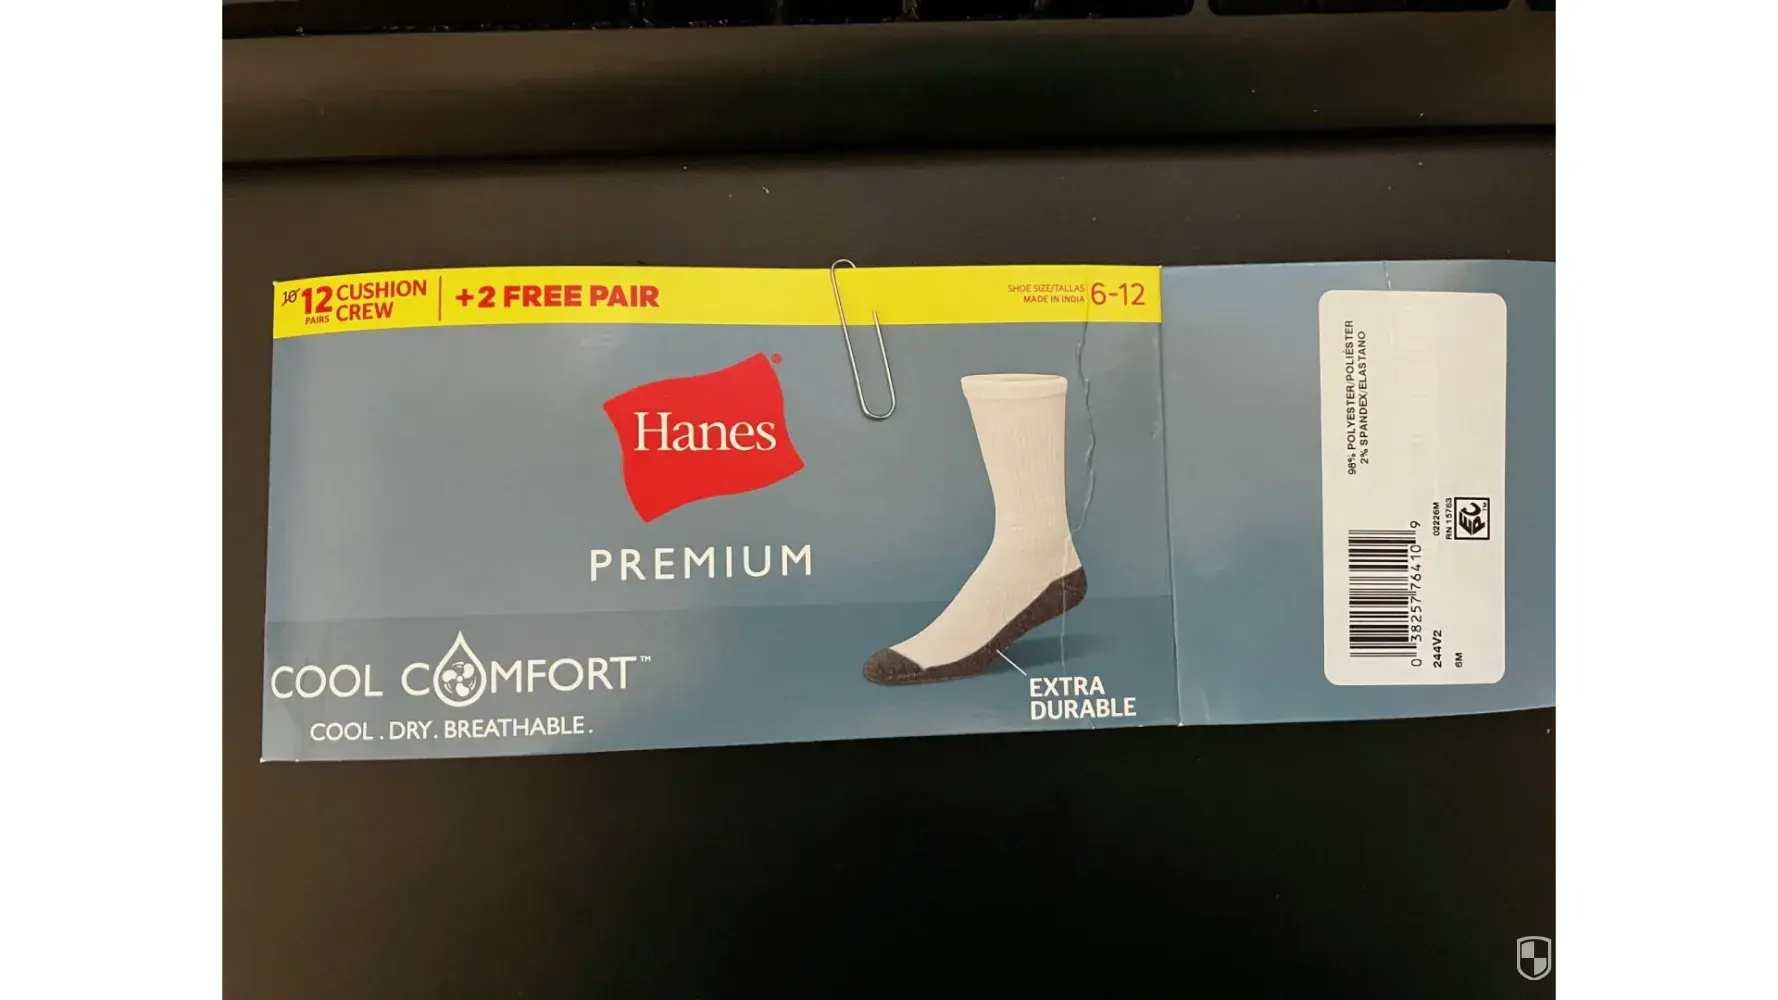 10 12 CUSHION
PAIRS CREW
+2 FREE PAIR
SHOE SIZE/TALLAS
MADE IN INDIA
6-12
Hanes®
PREMIUM
COOL COMFORT™
COOL. DRY. BREATHABLE.
EXTRA
DURABLE
98% POLYESTER/POLIÉSTER
2% SPANDEX/ELASTANO
0 38257 76410 9
02226M
RN 15763
EPC™
244V2
6M